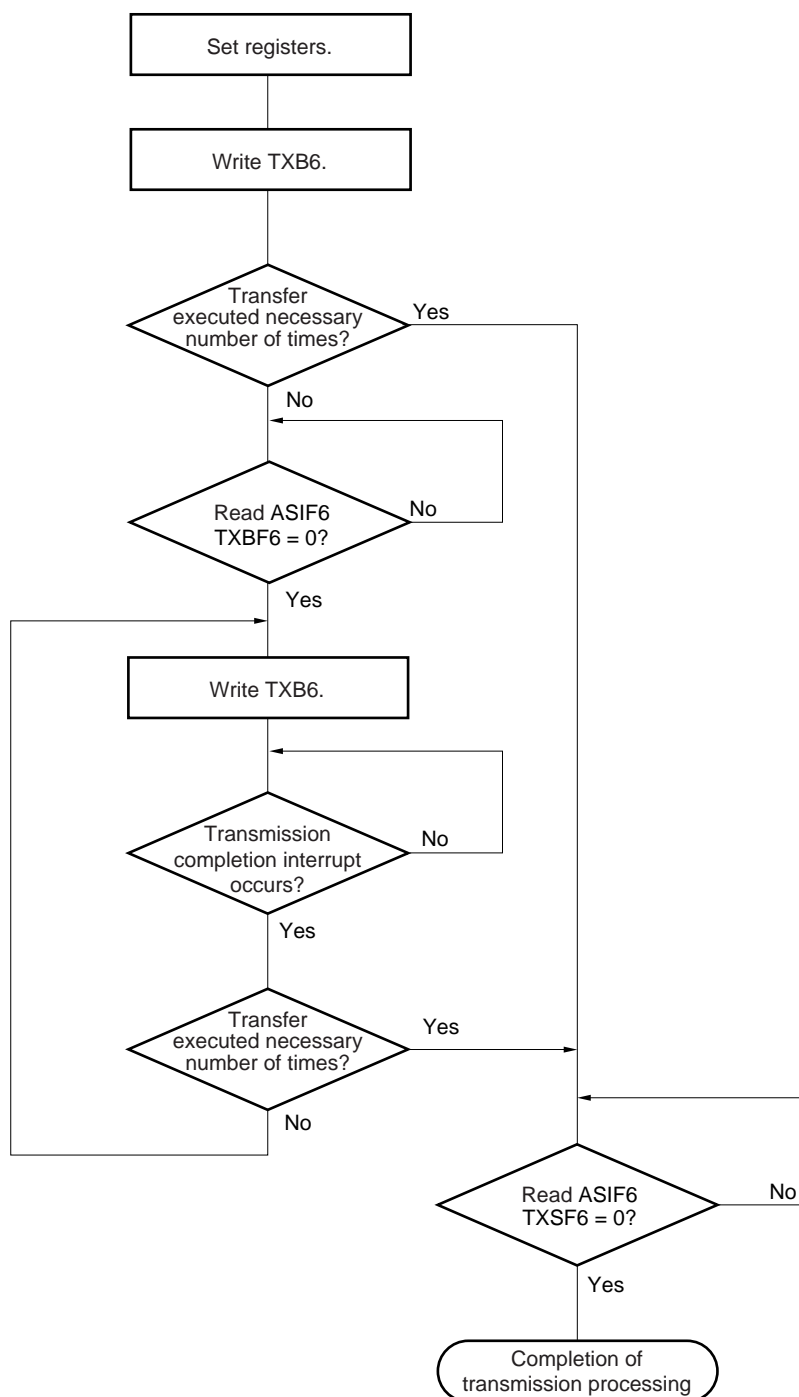 Set registers.
Write TXB6.
Transfer
executed necessary
number of times?
Yes
No
Read ASIF6
TXBF6 = 0?
No
Yes
Write TXB6.
Transmission
completion interrupt
occurs?
No
Yes
Transfer
executed necessary
number of times?
Yes
No
Read ASIF6
TXSF6 = 0?
No
Yes
Completion of
transmission processing